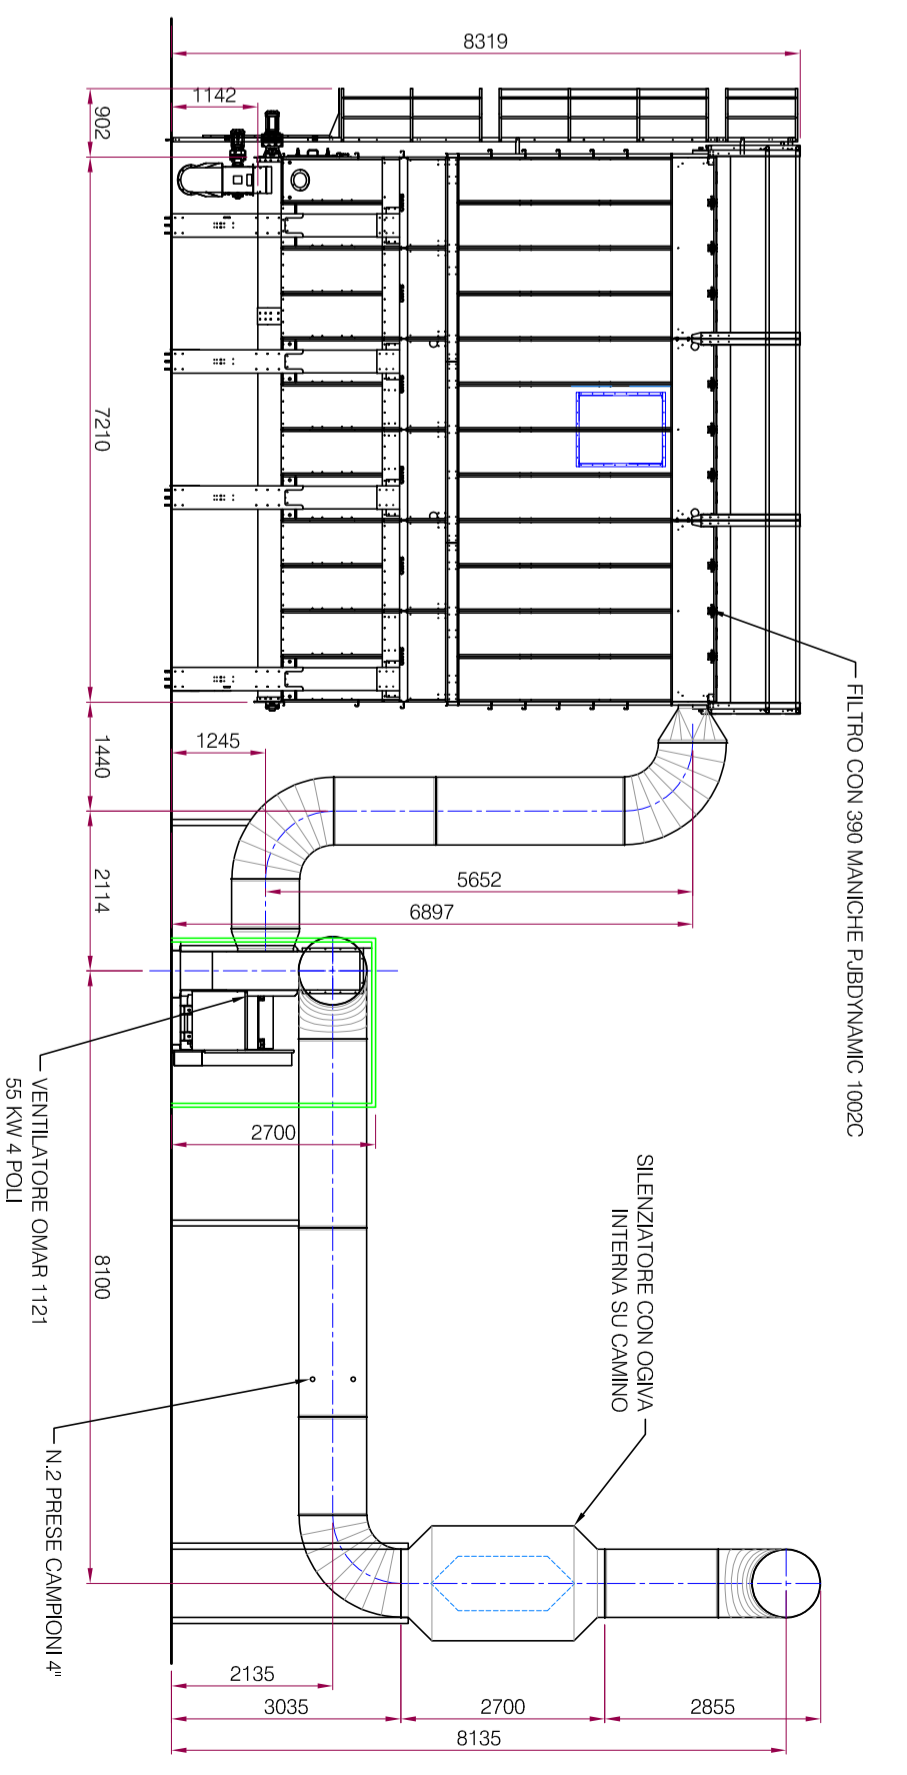 8319
1142
902
7210
1440
2114
8100
1245
5652
6897
2700
FILTRO CON 390 MANICHE PJBDYNAMIC 1002C
VENTILATORE OMAR 1121
55 KW 4 POLI
SILENZIATORE CON OGIVA
INTERNA SU CAMINO
N.2 PRESE CAMPIONI 4"
2135
3035
2700
2855
8135